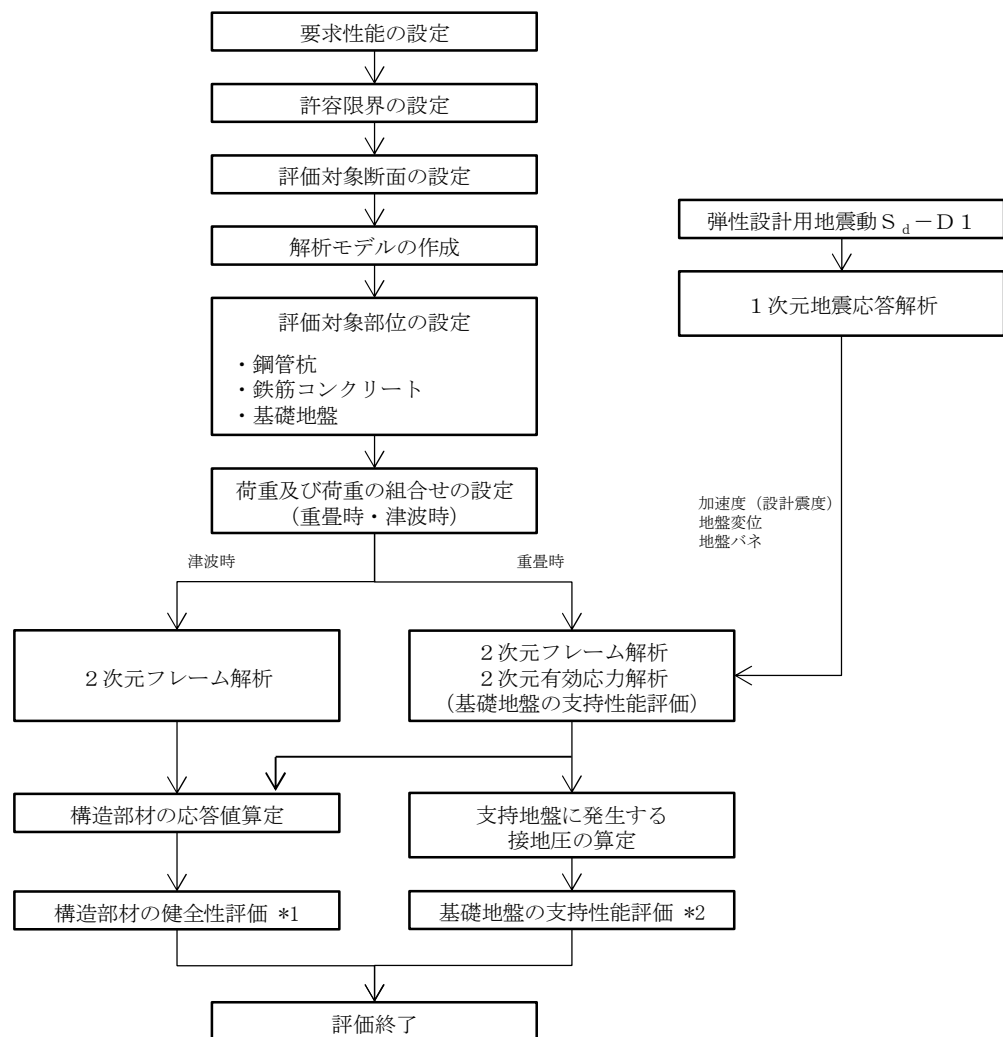 要求性能の設定
許容限界の設定
評価対象断面の設定
解析モデルの作成
評価対象部位の設定
・鋼管杭
・鉄筋コンクリート
・基礎地盤
荷重及び荷重の組合せの設定
(重畳時・津波時)
弾性設計用地震動Sd-D1
1次元地震応答解析
加速度(設計震度)
地盤変位
地盤バネ
津波時
重畳時
2次元フレーム解析
2次元フレーム解析
2次元有効応力解析
(基礎地盤の支持性能評価)
構造部材の応答値算定
支持地盤に発生する
接地圧の算定
構造部材の健全性評価 *1
基礎地盤の支持性能評価 *2
評価終了